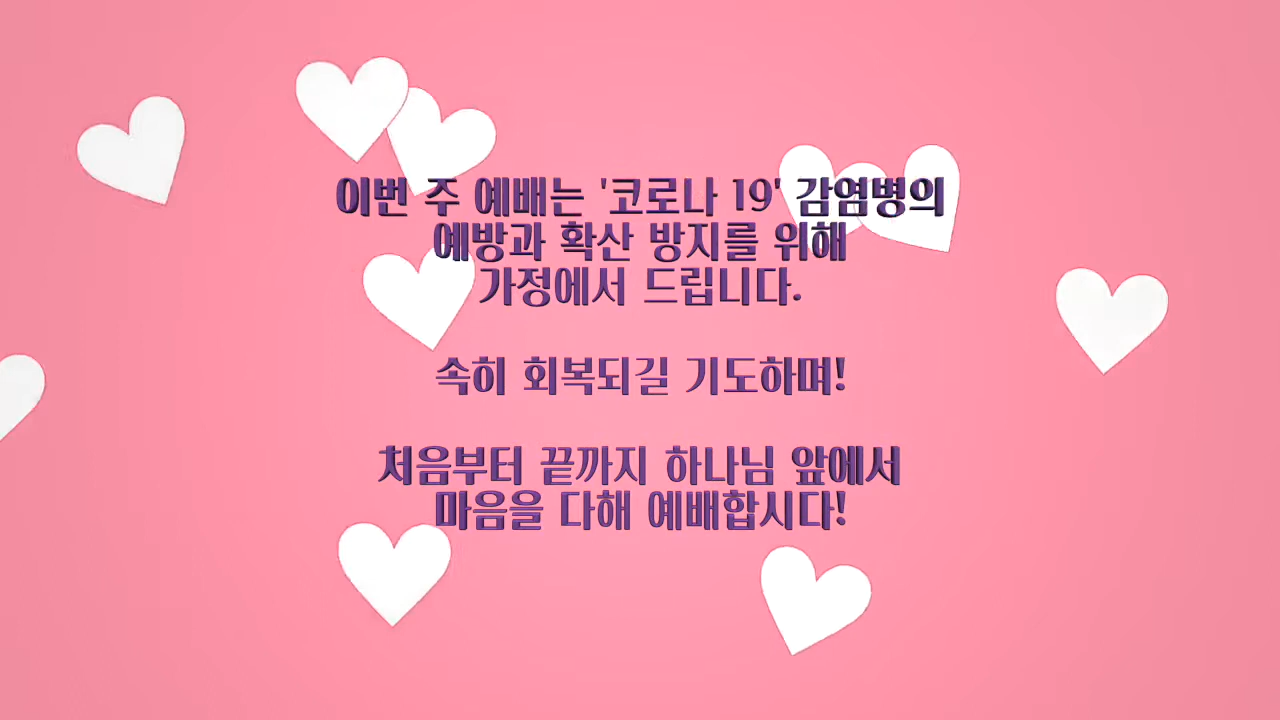 이번 주 예배는 '코로나 19' 감염병의
예방과 확산 방지를 위해
가정에서 드립니다.
속히 회복되길 기도하며!
처음부터 끝까지 하나님 앞에서
마음을 다해 예배합시다!